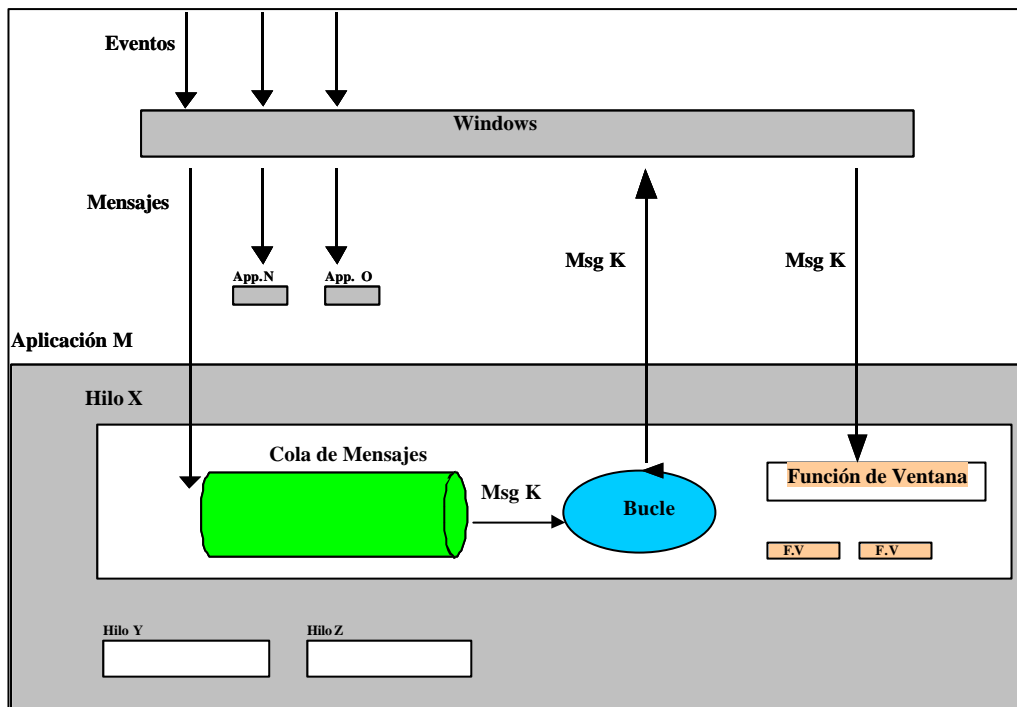 Eventos
Windows
Mensajes
Msg K
Msg K
App.N
App. O
Aplicación M
Hilo X
Cola de Mensajes
Msg K
Bucle
Función de Ventana
F.V
F.V
Hilo Y
Hilo Z